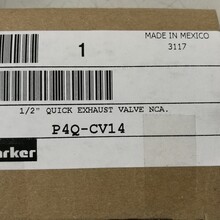 MADE IN MEXICO
1
3117
1/2" QUICK EXHAUST VALVE NCA.
P4Q-CV14
arker